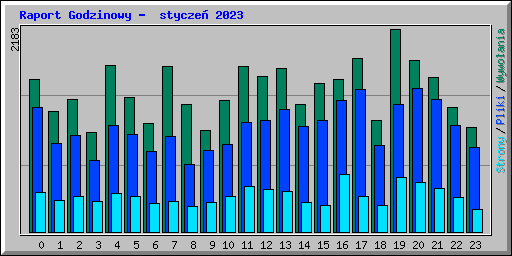 Raport Godzinowy -  styczeń 2023
2183
Strony / Pliki / Wywołania
0 1 2 3 4 5 6 7 8 9 10 11 12 13 14 15 16 17 18 19 20 21 22 23